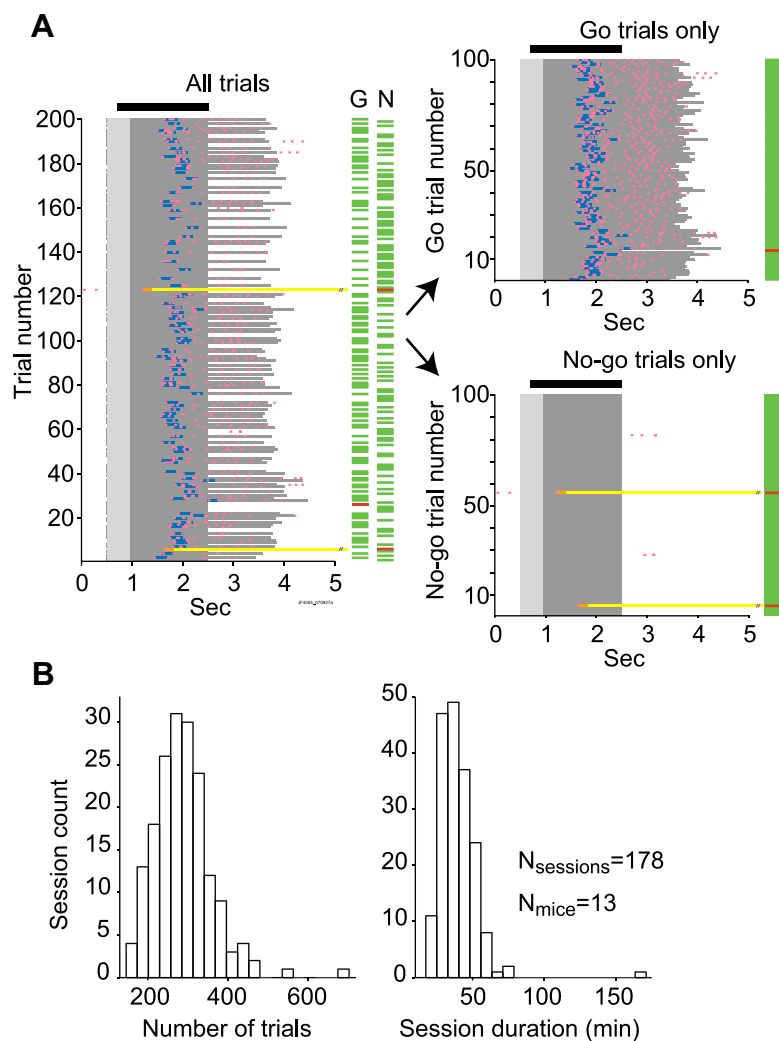 A
All trials
G N
Trial number
200
180
160
140
120
100
80
60
40
20
0 1 2 3 4 5
Sec
Go trials only
Go trial number
100
50
10
0 1 2 3 4 5
Sec
No-go trials only
No-go trial number
100
50
10
0 1 2 3 4 5
Sec
B
Session count
30
25
20
15
10
5
0
200 400 600
Number of trials
50
40
30
20
10
0
50 100 150
Session duration (min)
Nsessions=178
Nmice=13